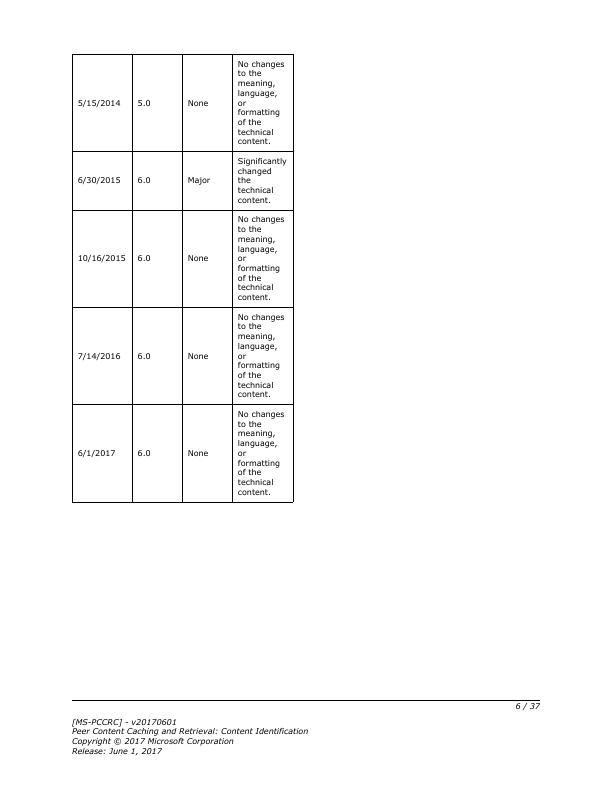 No changes
to the
meaning,
language,
5/15/2014 5.0 None or
formatting
of the
technical
content.
Significantly
changed
6/30/2015 6.0 Major the
technical
content.
No changes
to the
meaning,
language,
10/16/2015 6.0 None or
formatting
of the
technical
content.
No changes
to the
meaning,
language,
7/14/2016 6.0 None or
formatting
of the
technical
content.
No changes
to the
meaning,
language,
6/1/2017 6.0 None or
formatting
of the
technical
content.
6 / 37
[MS-PCCRC] - v20170601
Peer Content Caching and Retrieval: Content Identification
Copyright © 2017 Microsoft Corporation
Release: June 1, 2017